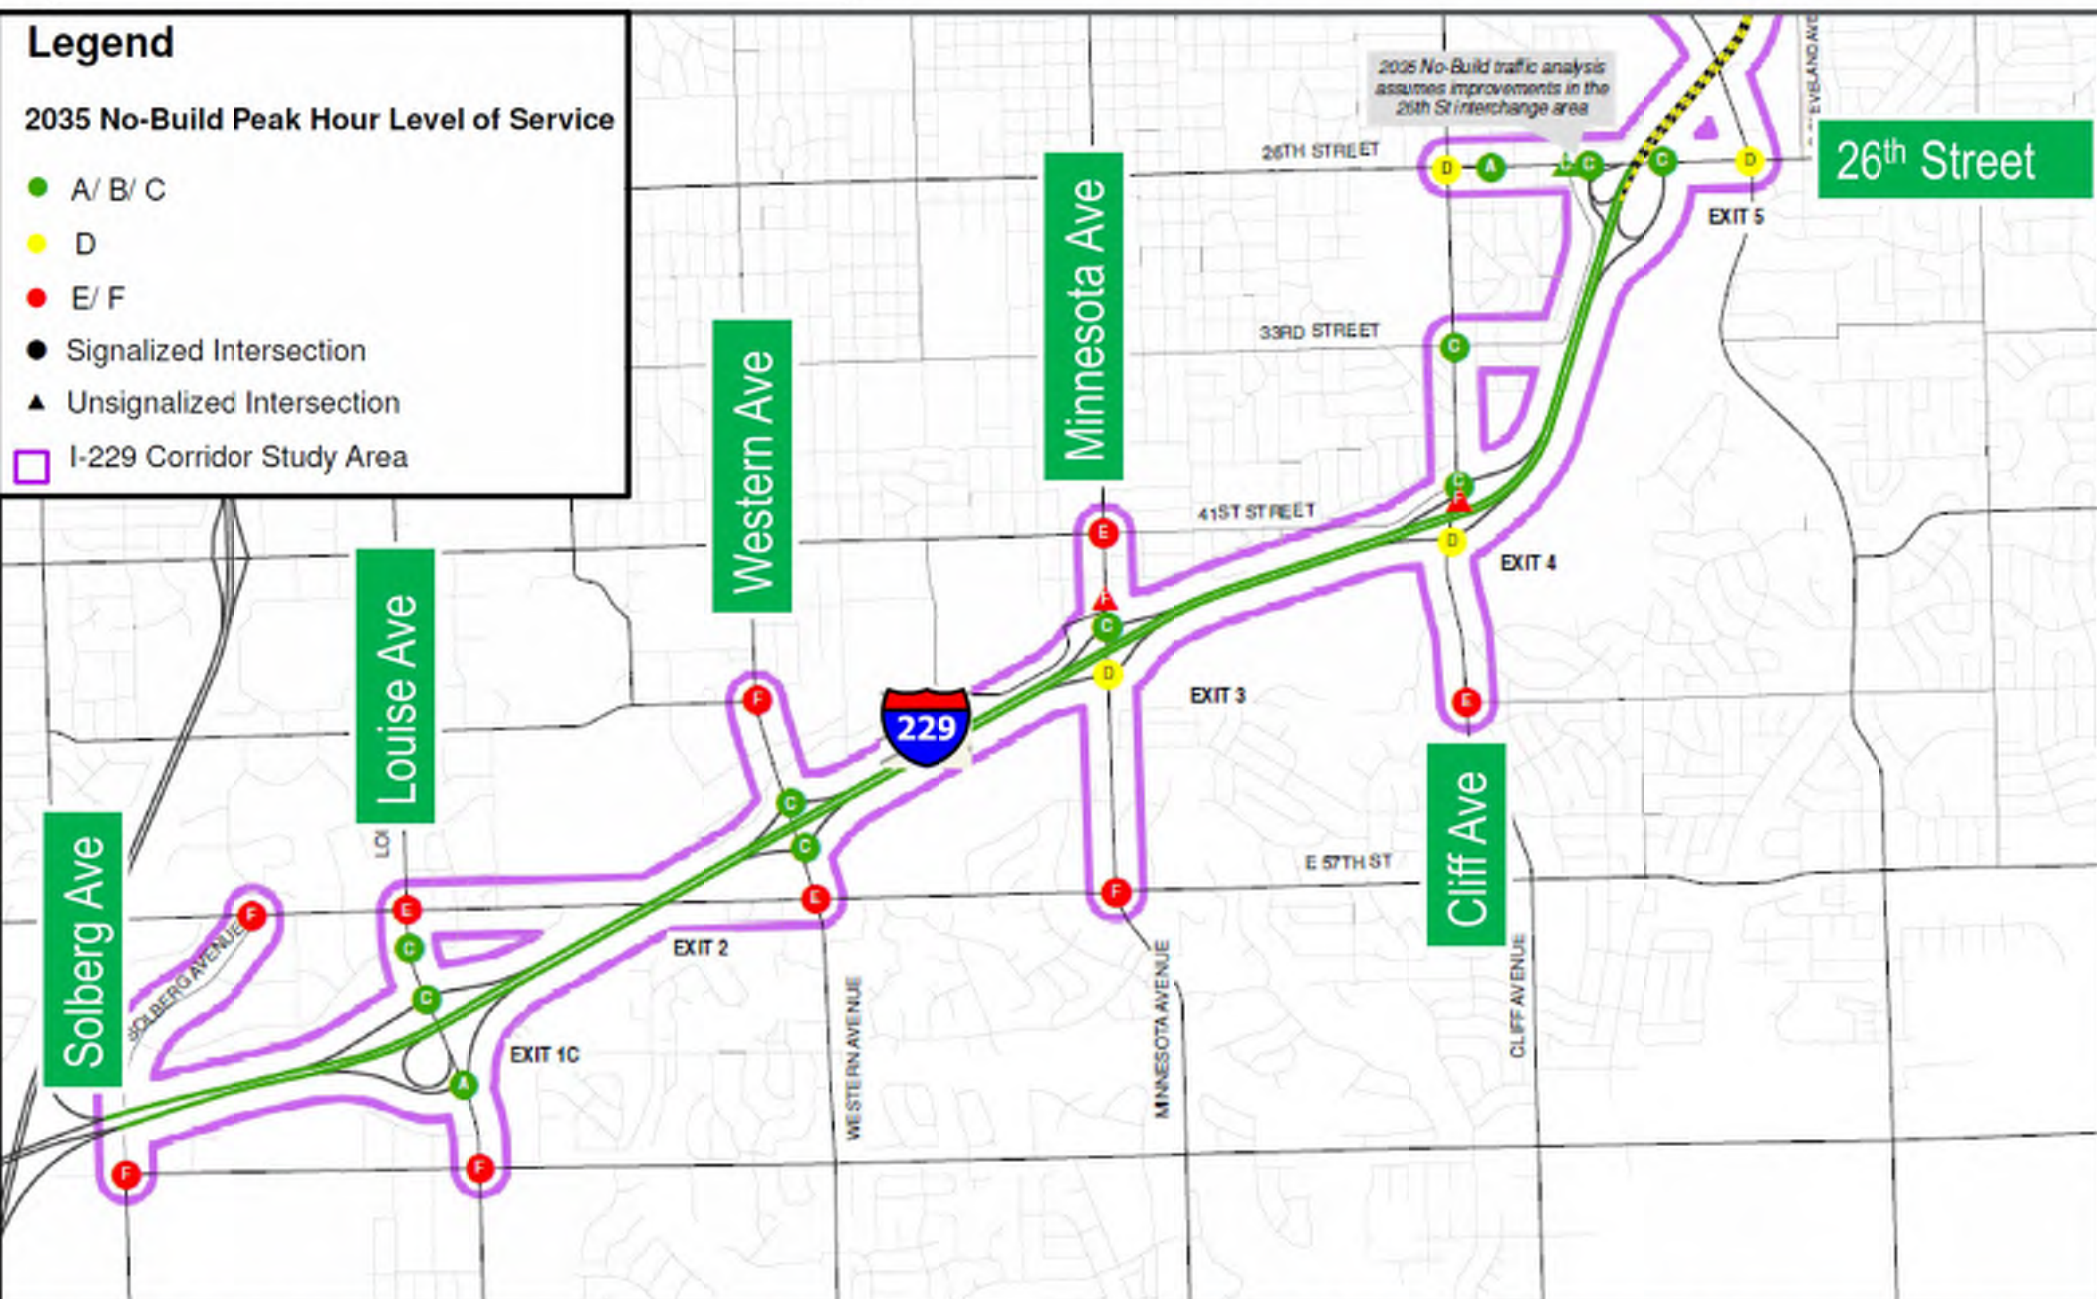 Legend
2035 No-Build Peak Hour Level of Service
A/ B/ C
D
E/ F
Signalized Intersection
Unsignalized Intersection
I-229 Corridor Study Area
2035 No-Build traffic analysis
assumes improvements in the
26th St interchange area
CLEVELAND AVE
26TH STREET
D
A
C
C
D
26th Street
EXIT 5
Minnesota Ave
33RD STREET
C
Western Ave
C
F
41ST STREET
E
D
EXIT 4
Louise Ave
F
C
D
EXIT 3
F
229
E
Cliff Ave
C
C
Solberg Ave
LOI
E 57TH ST
E
F
F
E
SOLBERG AVENUE
C
EXIT 2
C
EXIT 1C
A
WESTERN AVENUE
MINNESOTA AVENUE
CLIFF AVENUE
F
F